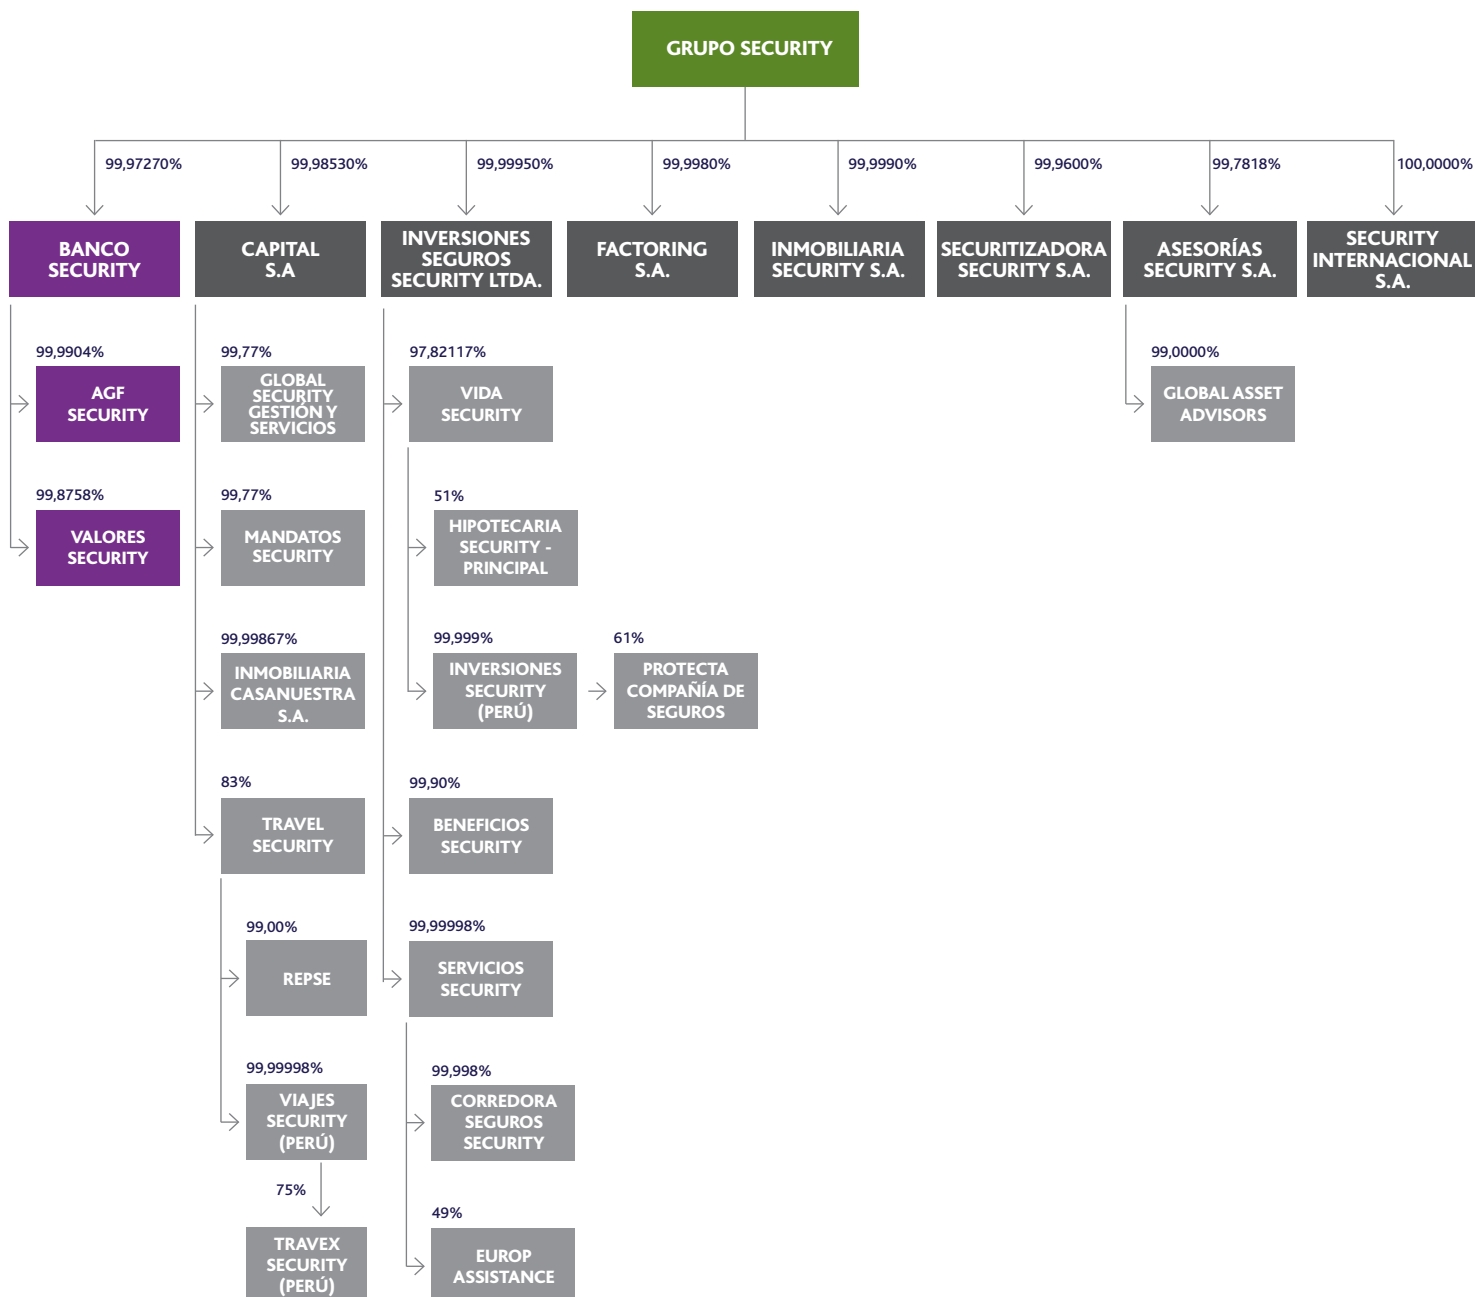 GRUPO SECURITY
99,97270%
99,98530%
99,99950%
99,9980%
99,9990%
99,9600%
99,7818%
100,0000%
BANCO
SECURITY
CAPITAL
S.A
INVERSIONES
SEGUROS
SECURITY LTDA.
FACTORING
S.A.
INMOBILIARIA
SECURITY S.A.
SECURITIZADORA
SECURITY S.A.
ASESORÍAS
SECURITY S.A.
SECURITY
INTERNACIONAL
S.A.
99,9904%
AGF
SECURITY
99,77%
GLOBAL
SECURITY
GESTIÓN Y
SERVICIOS
97,82117%
VIDA
SECURITY
99,0000%
GLOBAL ASSET
ADVISORS
99,8758%
VALORES
SECURITY
99,77%
MANDATOS
SECURITY
51%
HIPOTECARIA
SECURITY -
PRINCIPAL
99,99867%
INMOBILIARIA
CASANUESTRA
S.A.
99,999%
INVERSIONES
SECURITY
(PERÚ)
61%
PROTECTA
COMPAÑÍA DE
SEGUROS
83%
TRAVEL
SECURITY
99,90%
BENEFICIOS
SECURITY
99,00%
REPSE
99,99998%
SERVICIOS
SECURITY
99,99998%
VIAJES
SECURITY
(PERÚ)
99,998%
CORREDORA
SEGUROS
SECURITY
75%
TRAVEX
SECURITY
(PERÚ)
49%
EUROP
ASSISTANCE